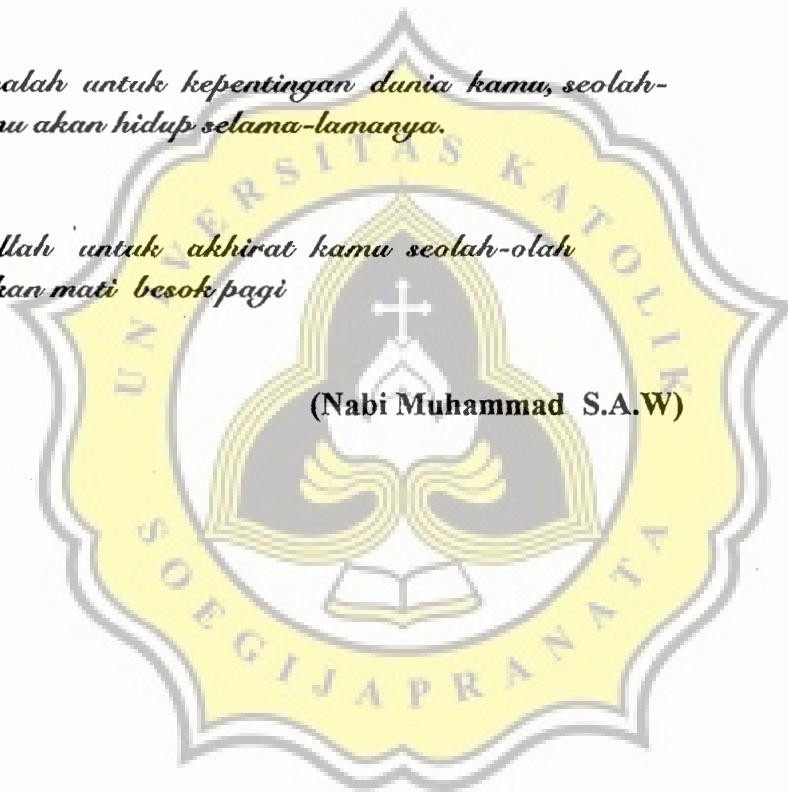 alah untuk kepentingan dunia kamu, seolah-
u akan hidup selama-lamanya.
llah untuk akhirat kamu seolah-olah
kan mati besok pagi
(Nabi Muhammad S.A.W)
UNIVERSITAS KATOLIK
SOEGIJAPRANATA